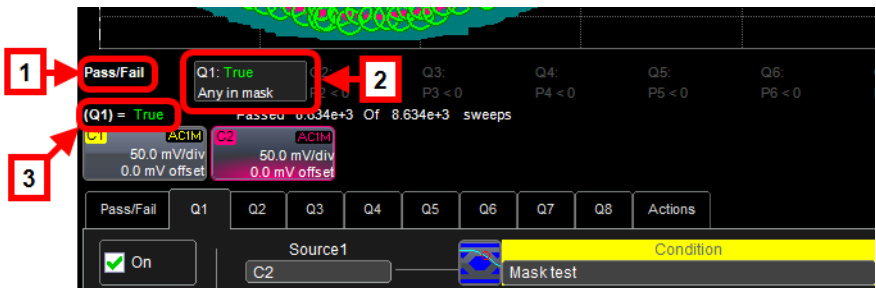 1
Pass/Fail
Q1: True
Any in mask
2
Q3:
P3 < 0
Q4:
P4 < 0
Q5:
P5 < 0
Q6:
P6 < 0
(Q1) = True
Passed 8.634e+3 Of 8.634e+3 sweeps
3
C1 AC1M
50.0 mV/div
0.0 mV offset
C2 AC1M
50.0 mV/div
0.0 mV offset
Pass/Fail Q1 Q2 Q3 Q4 Q5 Q6 Q7 Q8 Actions
On
Source1
C2
Condition
Mask test